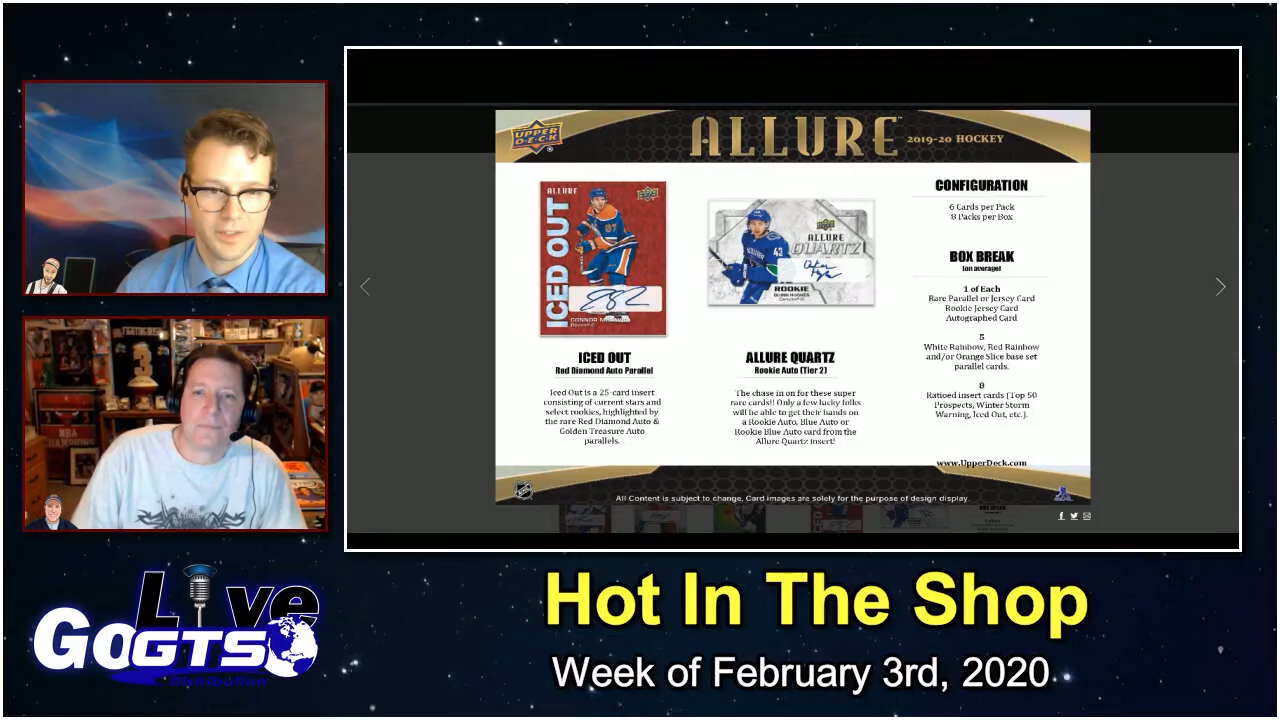 UPPER
DECK
ALLURE
2019-20 HOCKEY
ALLURE
ICED OUT
97
ICED OUT
Red Diamond Auto Parallel
Iced Out is a 25-card insert
consisting of current stars and
select rookies, highlighted by
the rare Red Diamond Auto &
Golden Treasure Auto
parallels.
ALLURE
QUARTZ
43
ROOKIE
QUINN HUGHES
ALLURE QUARTZ
Rookie Auto (Tier 2)
The chase in on for these super
rare cards!! Only a few lucky folks
will be able to get their hands on
a Rookie Auto, Blue Auto or
Rookie Blue Auto card from the
Allure Quartz insert!
CONFIGURATION
6 Cards per Pack
8 Packs per Box
BOX BREAK
(on average)
1 of Each
Rare Parallel or Jersey Card
Rookie Jersey Card
Autographed Card
5
White Rainbow, Red Rainbow
and/or Orange Slice base set
parallel cards.
8
Ratioed insert cards (Top 50
Prospects, Winter Storm
Warning, Iced Out, etc.).
www.UpperDeck.com
All Content is subject to change. Card images are solely for the purpose of design display.
3
NBA
Live
GoGTS
Hot In The Shop
Week of February 3rd, 2020